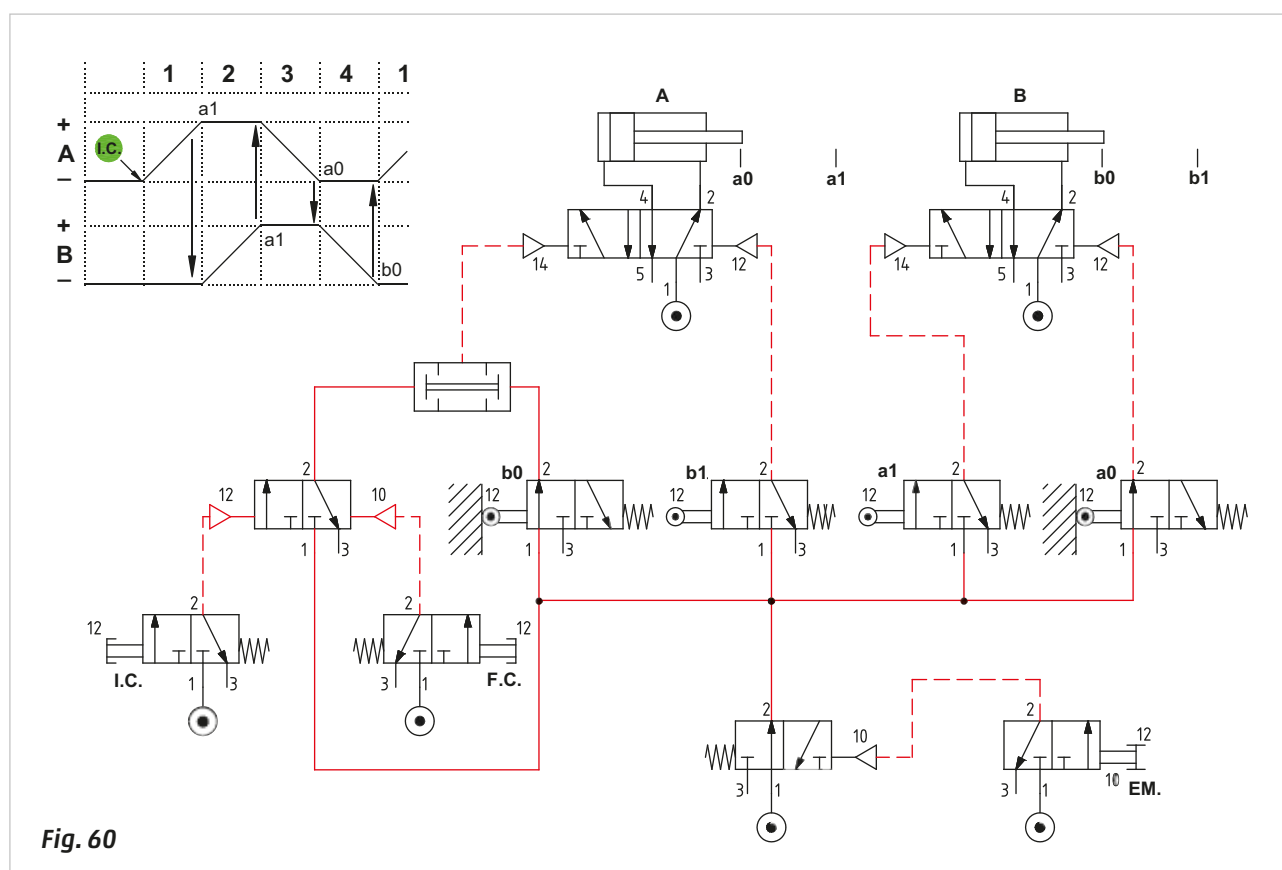 1 2 3 4 1
A B
a1
+ +
A I.C.
– –
a0 a1 b0 b1
a0
4 2 4 2
+
B a1
–
b0
14 5 3 12 14 5 3 12
1 1
2 b0 2 b1. 2 a1 2 a0 2
12 10 12 12 12 12
1 3 1 3 1 3 1 3 1 3
2 2
12 12
I.C. 1 3 3 1 F.C.
2 10 2 12
3 1 3 1 10 EM.
Fig. 60